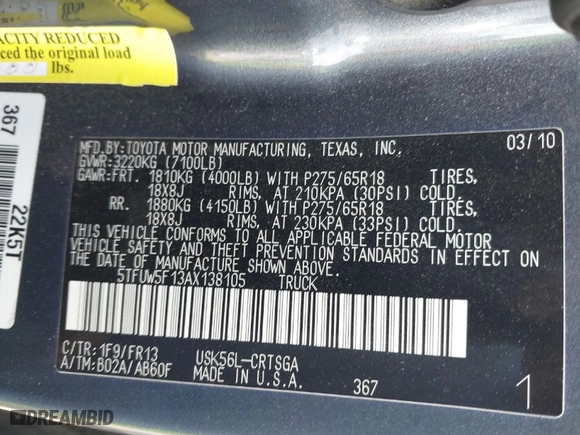 ACITY REDUCED
ced the original load
lbs.
367
22K5T
MFD.BY:TOYOTA MOTOR MANUFACTURING, TEXAS, INC. 03/10
GVWR:3220KG (7100LB)
GAWR:FRT. 1810KG (4000LB) WITH P275/65R18 TIRES,
18X8J RIMS, AT 210KPA (30PSI) COLD.
RR. 1880KG (4150LB) WITH P275/65R18 TIRES,
18X8J RIMS, AT 230KPA (33PSI) COLD.
THIS VEHICLE CONFORMS TO ALL APPLICABLE FEDERAL MOTOR
VEHICLE SAFETY AND THEFT PREVENTION STANDARDS IN EFFECT ON
THE DATE OF MANUFACTURE SHOWN ABOVE.
5TFUW5F13AX138105 TRUCK
C/TR:1F9/FR13 USK56L-CRTSGA
A/TM:B02A/AB60F MADE IN U.S.A. 367 1
RIDESAFELY.COM